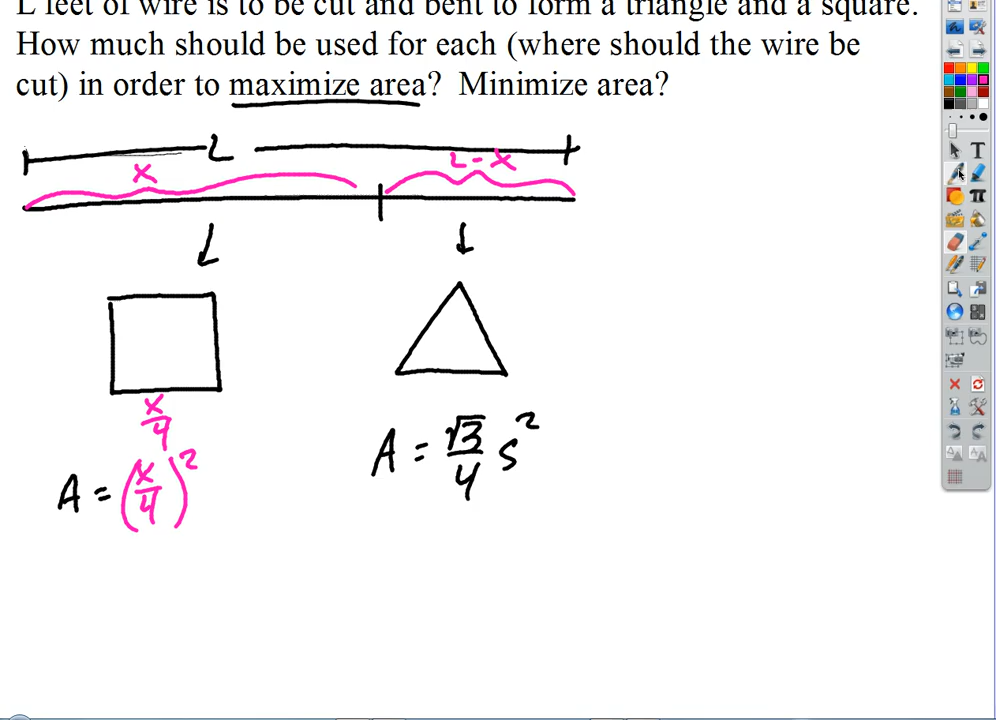 L feet of wire is to be cut and bent to form a triangle and a square.
How much should be used for each (where should the wire be
cut) in order to maximize area? Minimize area?
L
x
L - x
x/4
A = √3/4 s²
A = (x/4)²
T
π